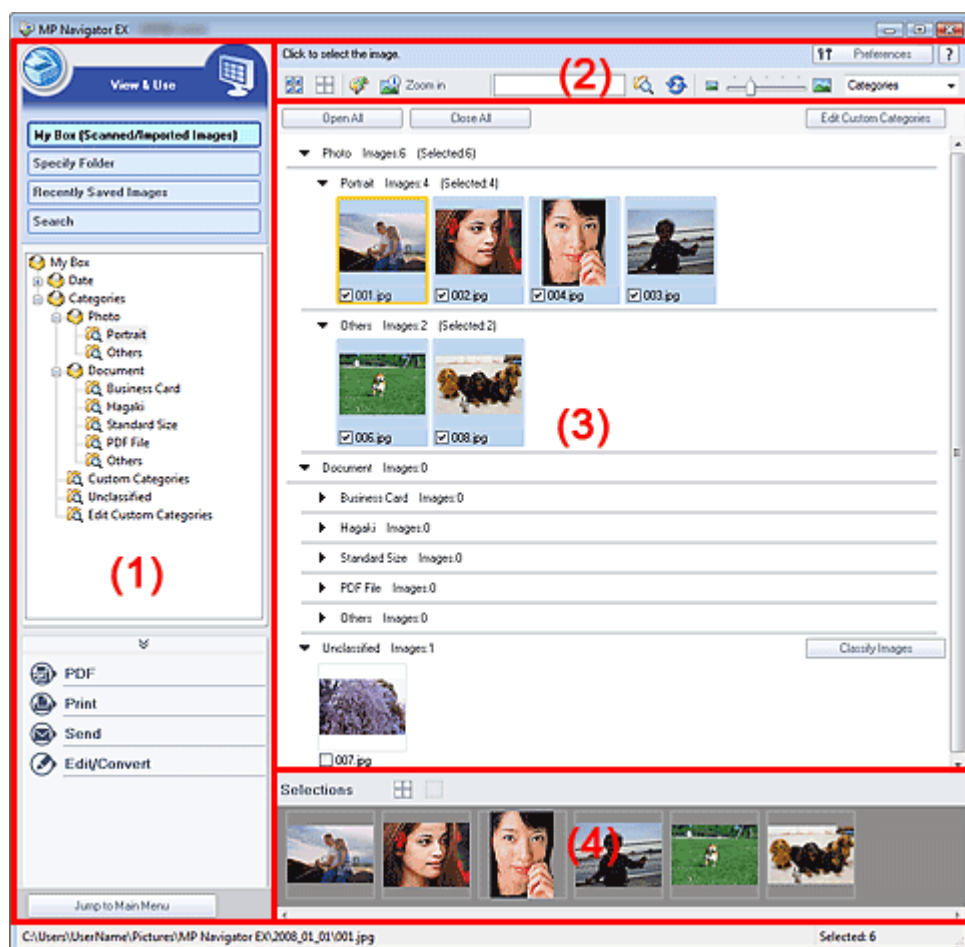 MP Navigator EX
View & Use
My Box (Scanned/Imported Images)
Specify Folder
Recently Saved Images
Search
My Box
Date
Categories
Photo
Portrait
Others
Document
Business Card
Hagaki
Standard Size
PDF File
Others
Custom Categories
Unclassified
Edit Custom Categories
(1)
PDF
Print
Send
Edit/Convert
Jump to Main Menu
Click to select the image.
Preferences ?
Zoom in
(2)
Categories
Open All Close All Edit Custom Categories
Photo Images:6 (Selected:6)
Portrait Images:4 (Selected:4)
001.jpg 002.jpg 004.jpg 003.jpg
Others Images:2 (Selected:2)
006.jpg 008.jpg
(3)
Document Images:0
Business Card Images:0
Hagaki Images:0
Standard Size Images:0
PDF File Images:0
Others Images:0
Unclassified Images:1 Classify Images
007.jpg
Selections
(4)
C:\Users\UserName\Pictures\MP Navigator EX\2008_01_01\001.jpg Selected: 6